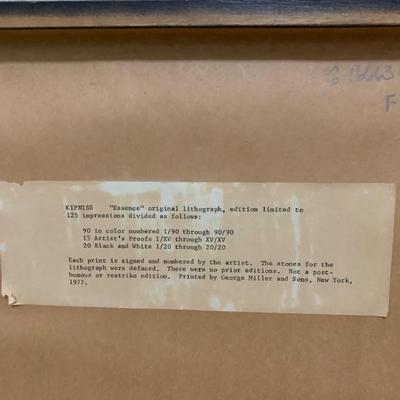 G-16663
F
KIPNISS "Essence" original lithograph, edition limited to
125 impressions divided as follows:
90 in color numbered 1/90 through 90/90
15 Artist's Proofs I/XV through XV/XV
20 Black and White 1/20 through 20/20
Each print is signed and numbered by the artist. The stones for the
lithograph were defaced. There were no prior editions. Not a post-
humous or restrike edition. Printed by George Miller and Sons, New York,
1977.